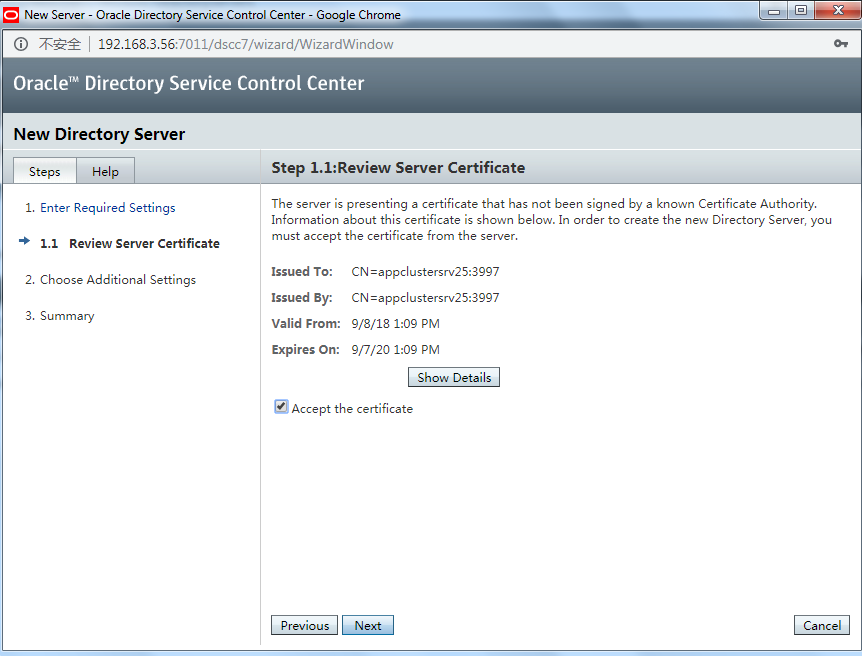 New Server - Oracle Directory Service Control Center - Google Chrome
不安全 192.168.3.56:7011/dscc7/wizard/WizardWindow
Oracle™ Directory Service Control Center
New Directory Server
Steps Help
1. Enter Required Settings
1.1 Review Server Certificate
2. Choose Additional Settings
3. Summary
Step 1.1:Review Server Certificate
The server is presenting a certificate that has not been signed by a known Certificate Authority.
Information about this certificate is shown below. In order to create the new Directory Server, you
must accept the certificate from the server.
Issued To: CN=appclustersrv25:3997
Issued By: CN=appclustersrv25:3997
Valid From: 9/8/18 1:09 PM
Expires On: 9/7/20 1:09 PM
Show Details
Accept the certificate
Previous Next Cancel